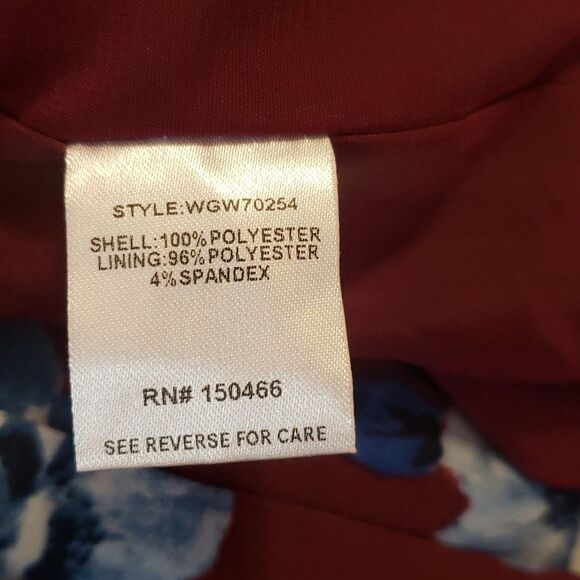 STYLE:WGW70254
SHELL:100%POLYESTER
LINING:96%POLYESTER
4%SPANDEX
RN# 150466
SEE REVERSE FOR CARE